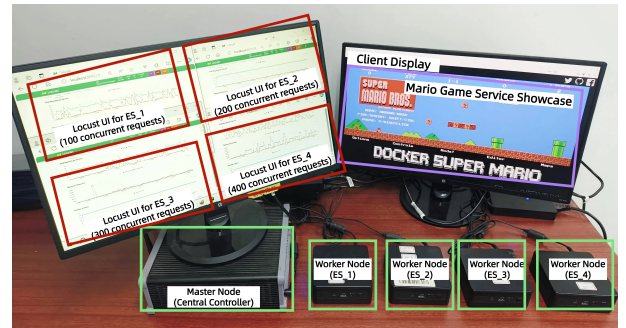 Locust UI for ES_1
(100 concurrent requests)
Locust UI for ES_2
(200 concurrent requests)
Locust UI for ES_3
(300 concurrent requests)
Locust UI for ES_4
(400 concurrent requests)
Client Display
Mario Game Service Showcase
SUPER
MARIO BROS.
DOCKER SUPER MARIO
Master Node
(Central Controller)
Worker Node
(ES_1)
Worker Node
(ES_2)
Worker Node
(ES_3)
Worker Node
(ES_4)